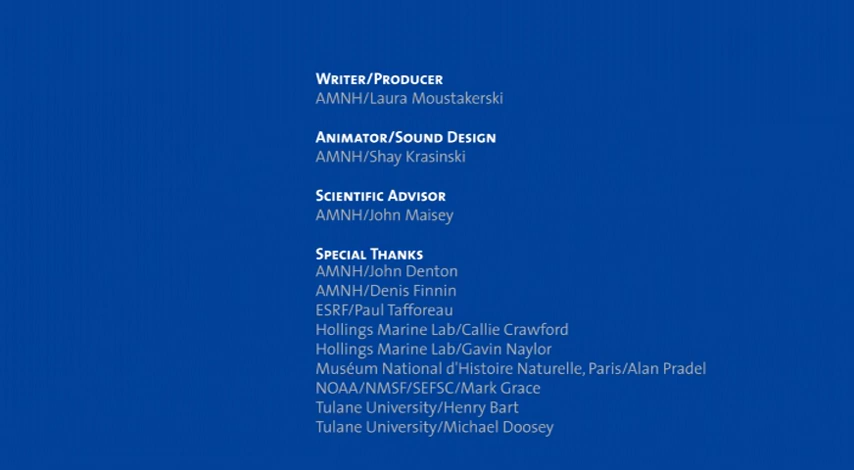 Writer/Producer
AMNH/Laura Moustakerski
Animator/Sound Design
AMNH/Shay Krasinski
Scientific Advisor
AMNH/John Maisey
Special Thanks
AMNH/John Denton
AMNH/Denis Finnin
ESRF/Paul Tafforeau
Hollings Marine Lab/Callie Crawford
Hollings Marine Lab/Gavin Naylor
Muséum National d'Histoire Naturelle, Paris/Alan Pradel
NOAA/NMSF/SEFSC/Mark Grace
Tulane University/Henry Bart
Tulane University/Michael Doosey